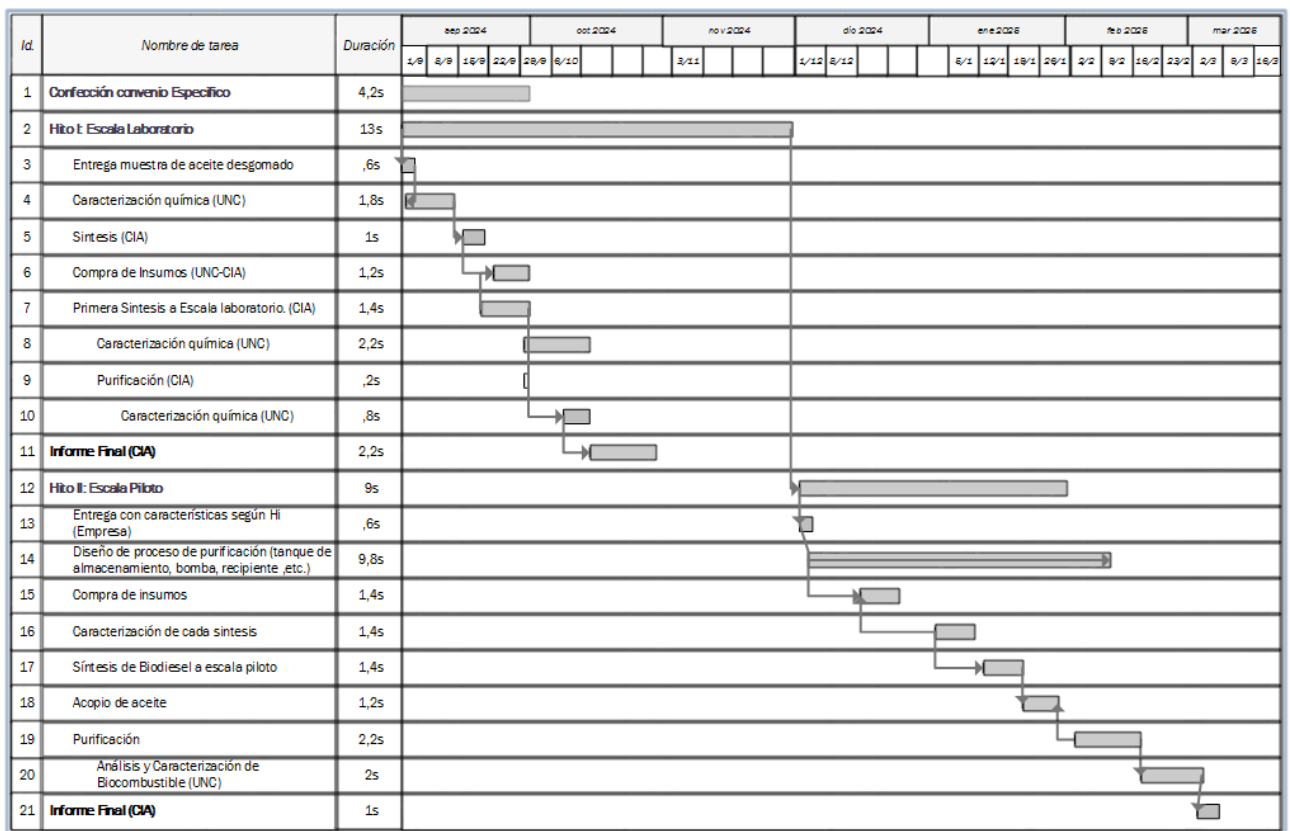 Id.
Nombre de tarea
Duración
sep 2024
oct 2024
nov 2024
dic 2024
ene 2025
feb 2025
mar 2025
1/9 8/9 15/9 22/9 29/9 6/10 3/11 1/12 8/12 5/1 12/1 19/1 26/1 2/2 9/2 16/2 23/2 2/3 9/3 16/3
1 Confección convenio Especifico 4,2s
2 Hito I: Escala Laboratorio 13s
3 Entrega muestra de aceite desgomado ,6s
4 Caracterización química (UNC) 1,8s
5 Sintesis (CIA) 1s
6 Compra de Insumos (UNC-CIA) 1,2s
7 Primera Sintesis a Escala laboratorio. (CIA) 1,4s
8 Caracterización química (UNC) 2,2s
9 Purificación (CIA) ,2s
10 Caracterización química (UNC) ,8s
11 Informe Final (CIA) 2,2s
12 Hito II: Escala Piloto 9s
13 Entrega con características según Hi
(Empresa) ,6s
14 Diseño de proceso de purificación (tanque de
almacenamiento, bomba, recipiente ,etc.) 9,8s
15 Compra de insumos 1,4s
16 Caracterización de cada sintesis 1,4s
17 Síntesis de Biodiesel a escala piloto 1,4s
18 Acopio de aceite 1,2s
19 Purificación 2,2s
20 Análisis y Caracterización de
Biocombustible (UNC) 2s
21 Informe Final (CIA) 1s